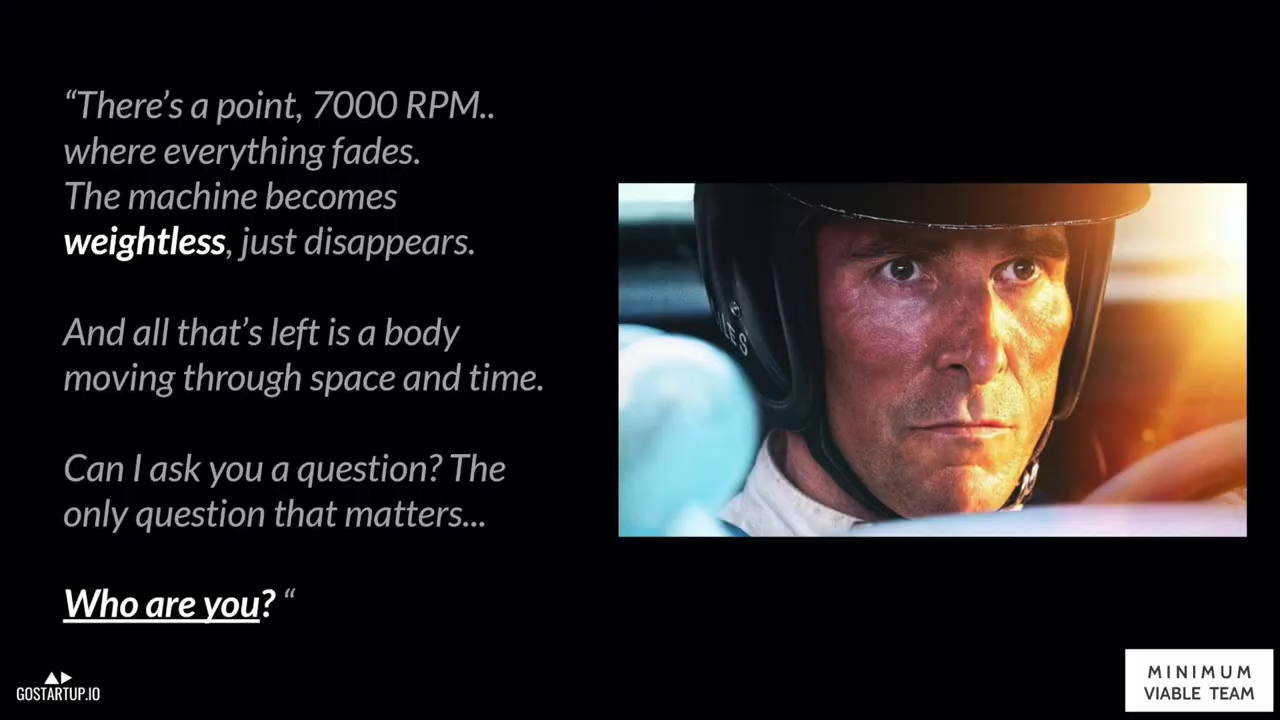 “There’s a point, 7000 RPM..
where everything fades.
The machine becomes
weightless, just disappears.
And all that’s left is a body
moving through space and time.
Can I ask you a question? The
only question that matters...
Who are you? “
GOSTARTUP.IO
MINIMUM
VIABLE TEAM